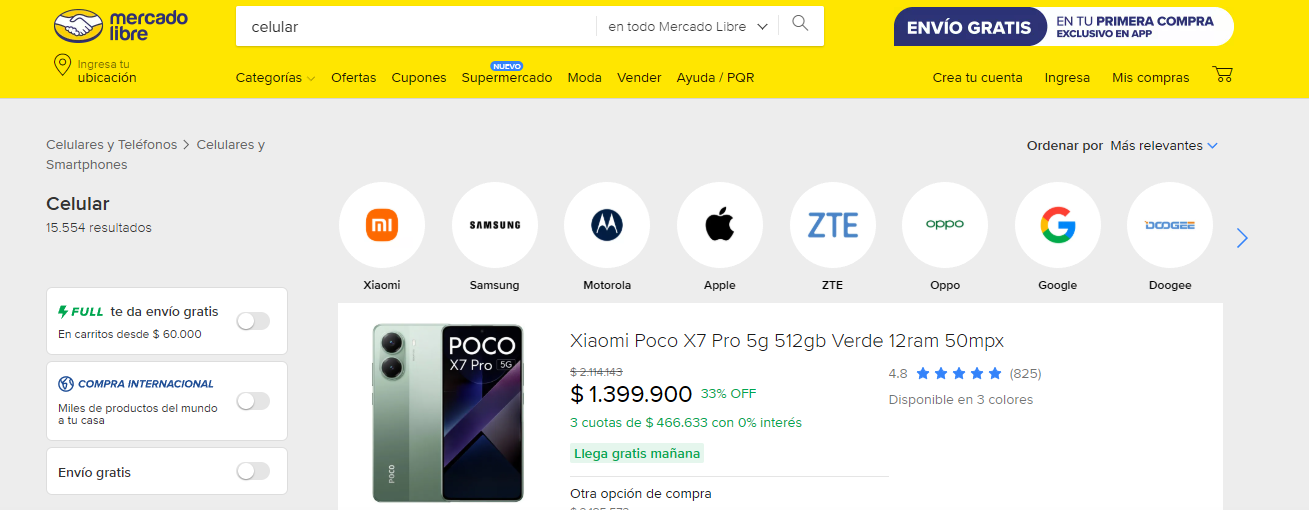 mercado
libre
celular
en todo Mercado Libre
ENVÍO GRATIS
EN TU PRIMERA COMPRA
EXCLUSIVO EN APP
Ingresa tu
ubicación
NUEVO
Categorías Ofertas Cupones Supermercado Moda Vender Ayuda / PQR
Crea tu cuenta Ingresa Mis compras
Celulares y Teléfonos > Celulares y
Smartphones
Ordenar por Más relevantes
Celular
15.554 resultados
SAMSUNG
ZTE
oppo
DOOGEE
Xiaomi Samsung Motorola Apple ZTE Oppo Google Doogee
FULL te da envío gratis
En carritos desde $ 60.000
COMPRA INTERNACIONAL
Miles de productos del mundo
a tu casa
Envío gratis
POCO
X7 Pro 5G
POCO
Xiaomi Poco X7 Pro 5g 512gb Verde 12ram 50mpx
$ 2.114.143
$ 1.399.900 33% OFF
3 cuotas de $ 466.633 con 0% interés
Llega gratis mañana
4.8 (825)
Disponible en 3 colores
Otra opción de compra